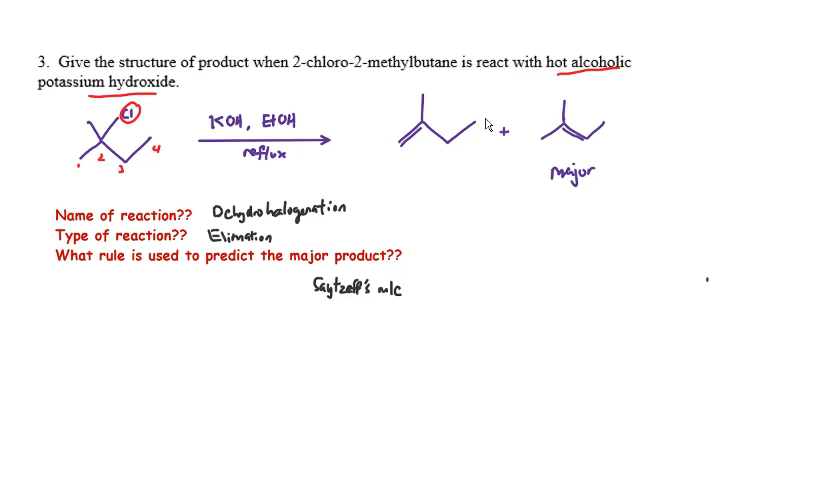 3. Give the structure of product when 2-chloro-2-methylbutane is react with hot alcoholic
potassium hydroxide.
Cl
KOH, EtOH
reflux
+
major
2
3
4
Name of reaction?? Dehydrohalogenation
Type of reaction?? Elimation
What rule is used to predict the major product??
Saytzeff's rule